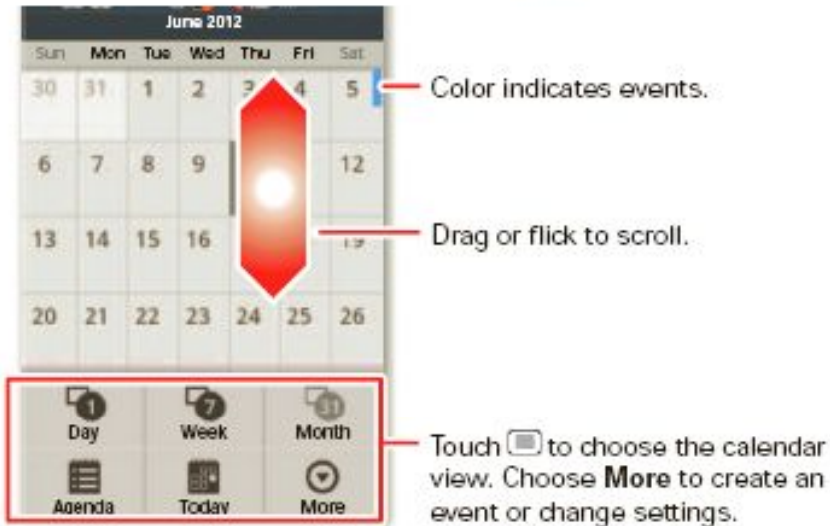 June 2012
Sun Mon Tue Wed Thu Fri Sat
30 31 1 2 3 4 5
Color indicates events.
6 7 8 9 12
13 14 15 16 19
Drag or flick to scroll.
20 21 22 23 24 25 26
1 7 31
Day Week Month
Agenda Today More
Touch to choose the calendar
view. Choose More to create an
event or change settings.